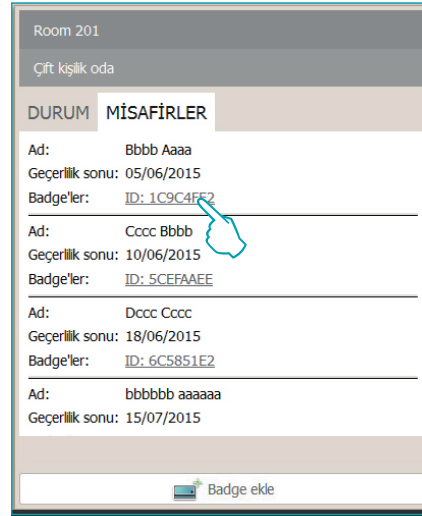 Room 201
Çift kişilik oda
DURUM MİSAFİRLER
Ad: Bbbb Aaaa
Geçerlilik sonu: 05/06/2015
Badge'ler: ID: 1C9C4FF2
Ad: Cccc Bbbb
Geçerlilik sonu: 10/06/2015
Badge'ler: ID: 5CEFAAEE
Ad: Dccc Cccc
Geçerlilik sonu: 18/06/2015
Badge'ler: ID: 6C5851E2
Ad: bbbbbb aaaaaa
Geçerlilik sonu: 15/07/2015
Badge ekle